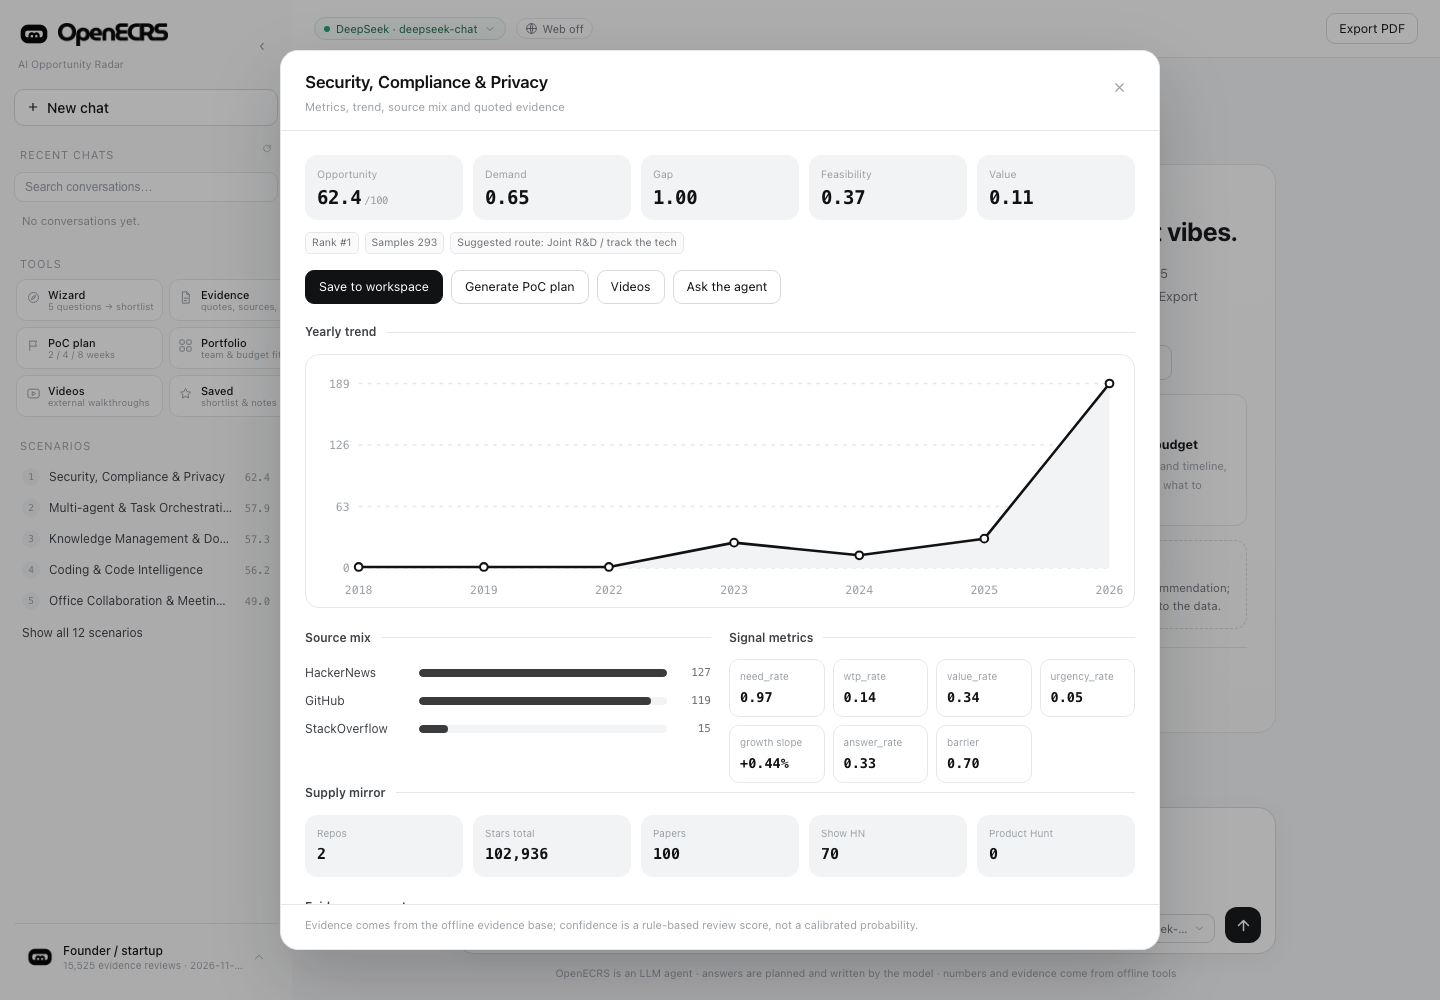 OpenECRS
AI Opportunity Radar
+ New chat
RECENT CHATS
Search conversations...
No conversations yet.
TOOLS
Wizard
5 questions → shortlist
Evidence
quotes, sources,
PoC plan
2 / 4 / 8 weeks
Portfolio
team & budget fit
Videos
external walkthroughs
Saved
shortlist & notes
SCENARIOS
1 Security, Compliance & Privacy 62.4
2 Multi-agent & Task Orchestrati... 57.9
3 Knowledge Management & Do... 57.3
4 Coding & Code Intelligence 56.2
5 Office Collaboration & Meetin... 49.0
Show all 12 scenarios
Founder / startup
15,525 evidence reviews · 2026-11-...
DeepSeek · deepseek-chat
Web off
Export PDF
Security, Compliance & Privacy
Metrics, trend, source mix and quoted evidence
Opportunity
62.4 /100
Demand
0.65
Gap
1.00
Feasibility
0.37
Value
0.11
Rank #1
Samples 293
Suggested route: Joint R&D / track the tech
Save to workspace
Generate PoC plan
Videos
Ask the agent
Yearly trend
189
126
63
0
2018 2019 2022 2023 2024 2025 2026
Source mix
HackerNews 127
GitHub 119
StackOverflow 15
Signal metrics
need_rate
0.97
wtp_rate
0.14
value_rate
0.34
urgency_rate
0.05
growth slope
+0.44%
answer_rate
0.33
barrier
0.70
Supply mirror
Repos
2
Stars total
102,936
Papers
100
Show HN
70
Product Hunt
0
Evidence comes from the offline evidence base; confidence is a rule-based review score, not a calibrated probability.
vibes.
5
Export
budget
and timeline,
what to
mmendation;
to the data.
ek-...
OpenECRS is an LLM agent · answers are planned and written by the model · numbers and evidence come from offline tools